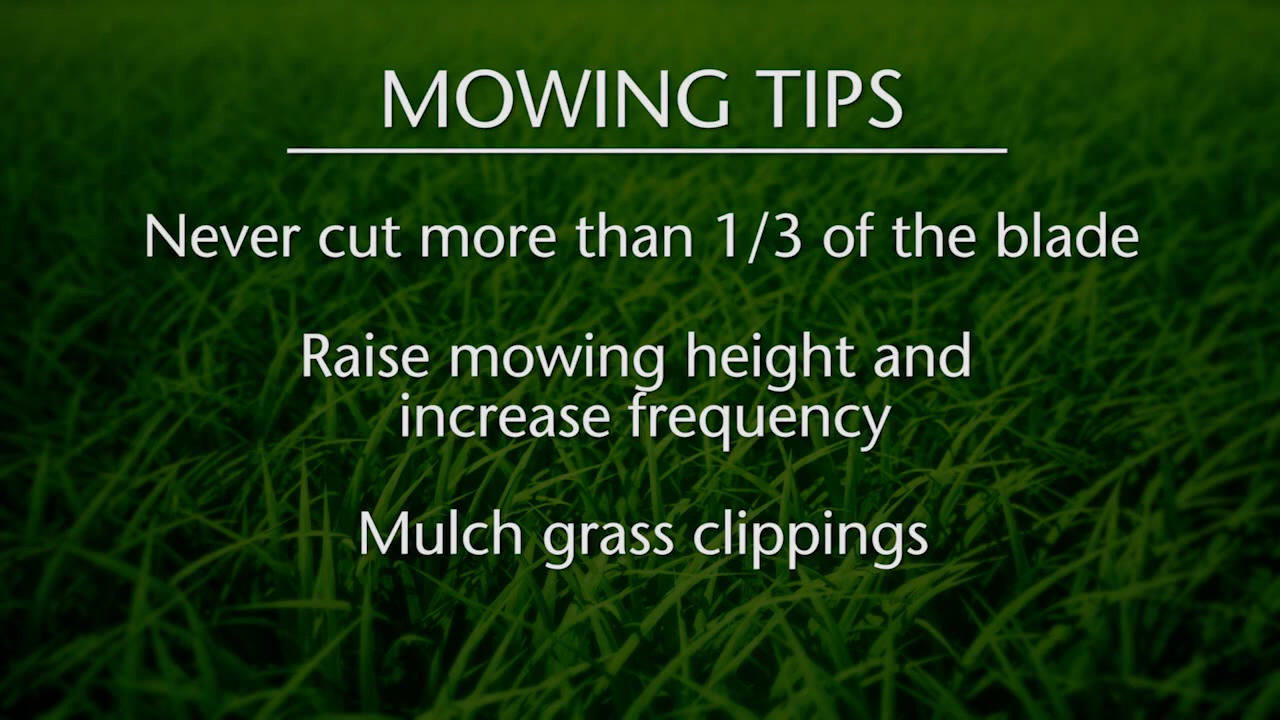 MOWING TIPS
Never cut more than 1/3 of the blade
Raise mowing height and
increase frequency
Mulch grass clippings